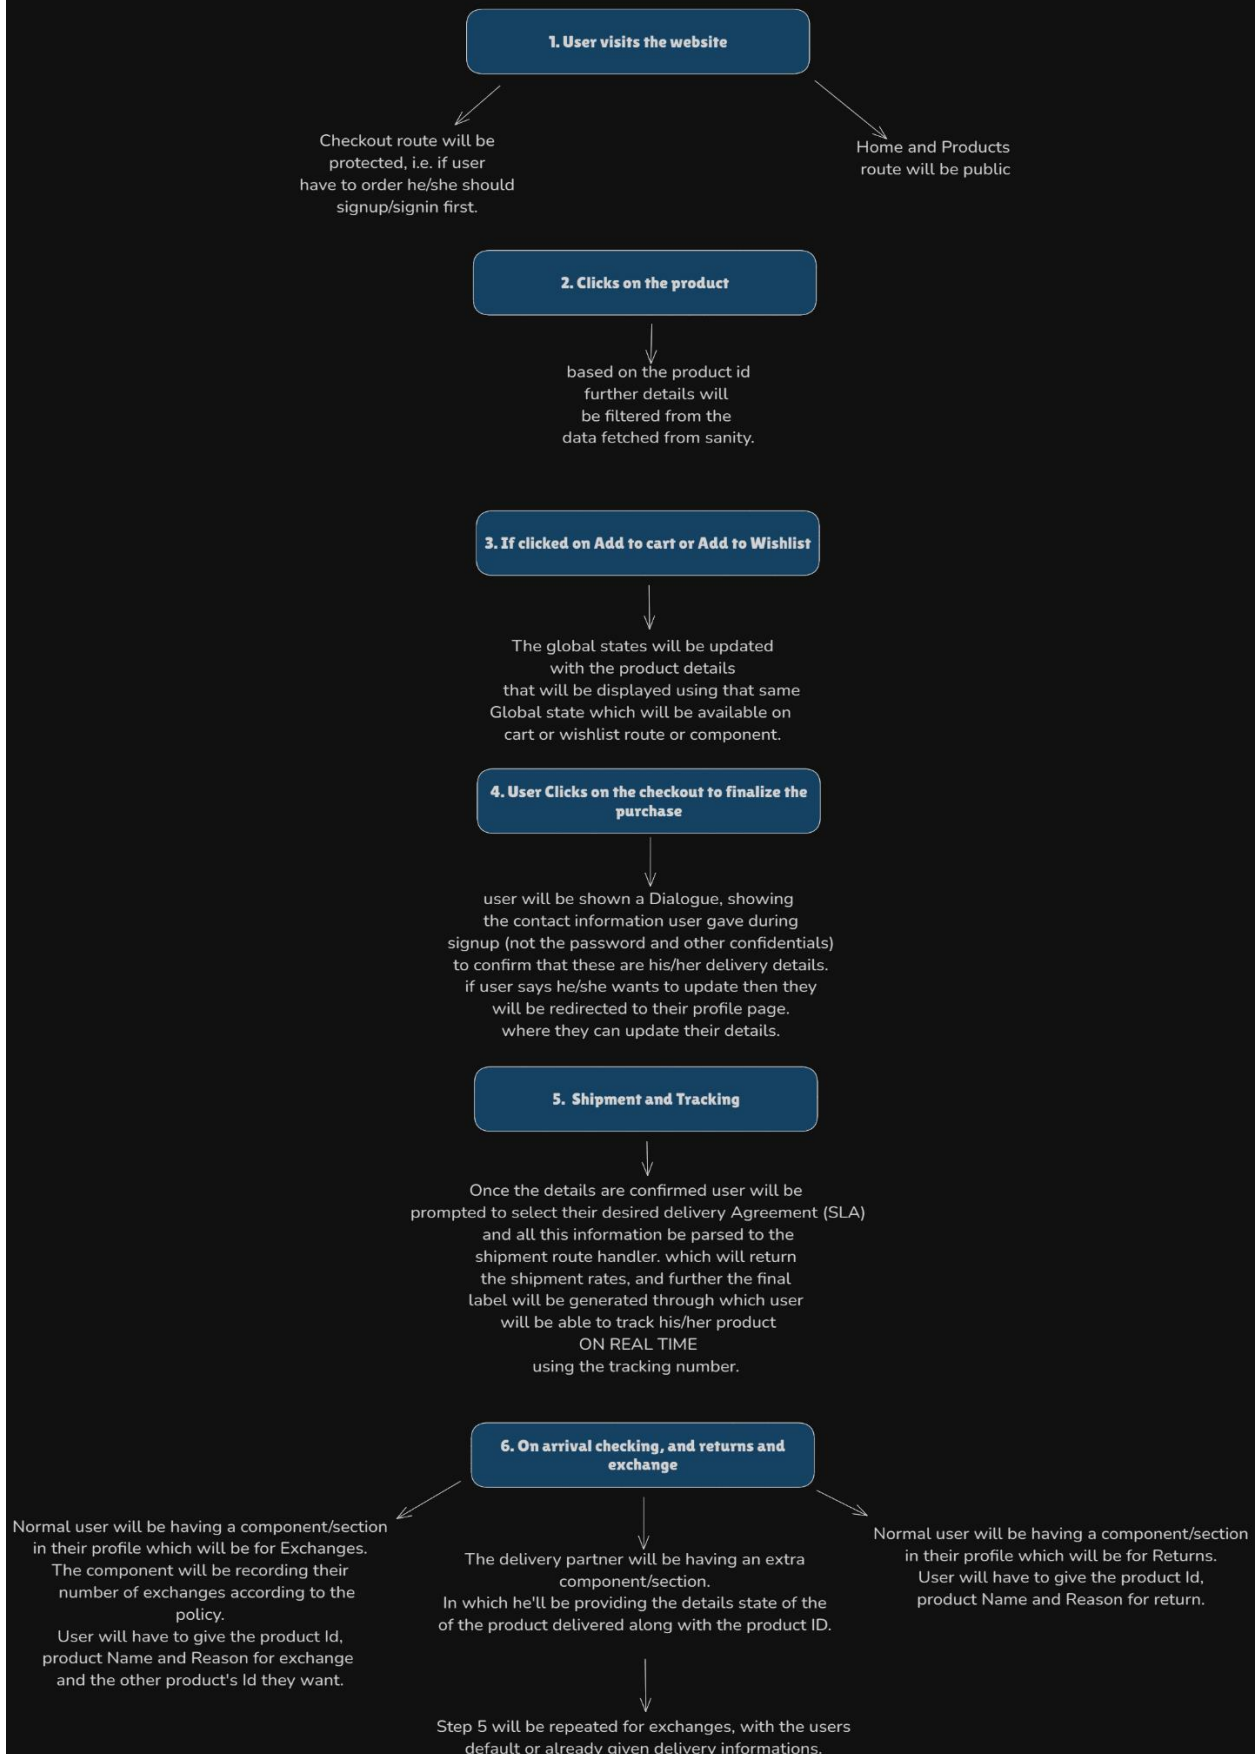 1. User visits the website
Checkout route will be
protected, i.e. if user
have to order he/she should
signup/signin first.
Home and Products
route will be public
2. Clicks on the product
based on the product id
further details will
be filtered from the
data fetched from sanity.
3. If clicked on Add to cart or Add to Wishlist
The global states will be updated
with the product details
that will be displayed using that same
Global state which will be available on
cart or wishlist route or component.
4. User Clicks on the checkout to finalize the
purchase
user will be shown a Dialogue, showing
the contact information user gave during
signup (not the password and other confidentials)
to confirm that these are his/her delivery details.
if user says he/she wants to update then they
will be redirected to their profile page.
where they can update their details.
5. Shipment and Tracking
Once the details are confirmed user will be
prompted to select their desired delivery Agreement (SLA)
and all this information be parsed to the
shipment route handler. which will return
the shipment rates, and further the final
label will be generated through which user
will be able to track his/her product
ON REAL TIME
using the tracking number.
6. On arrival checking, and returns and
exchange
Normal user will be having a component/section
in their profile which will be for Exchanges.
The component will be recording their
number of exchanges according to the
policy.
User will have to give the product Id,
product Name and Reason for exchange
and the other product's Id they want.
The delivery partner will be having an extra
component/section.
In which he'll be providing the details state of the
of the product delivered along with the product ID.
Normal user will be having a component/section
in their profile which will be for Returns.
User will have to give the product Id,
product Name and Reason for return.
Step 5 will be repeated for exchanges, with the users
default or already given delivery informations.